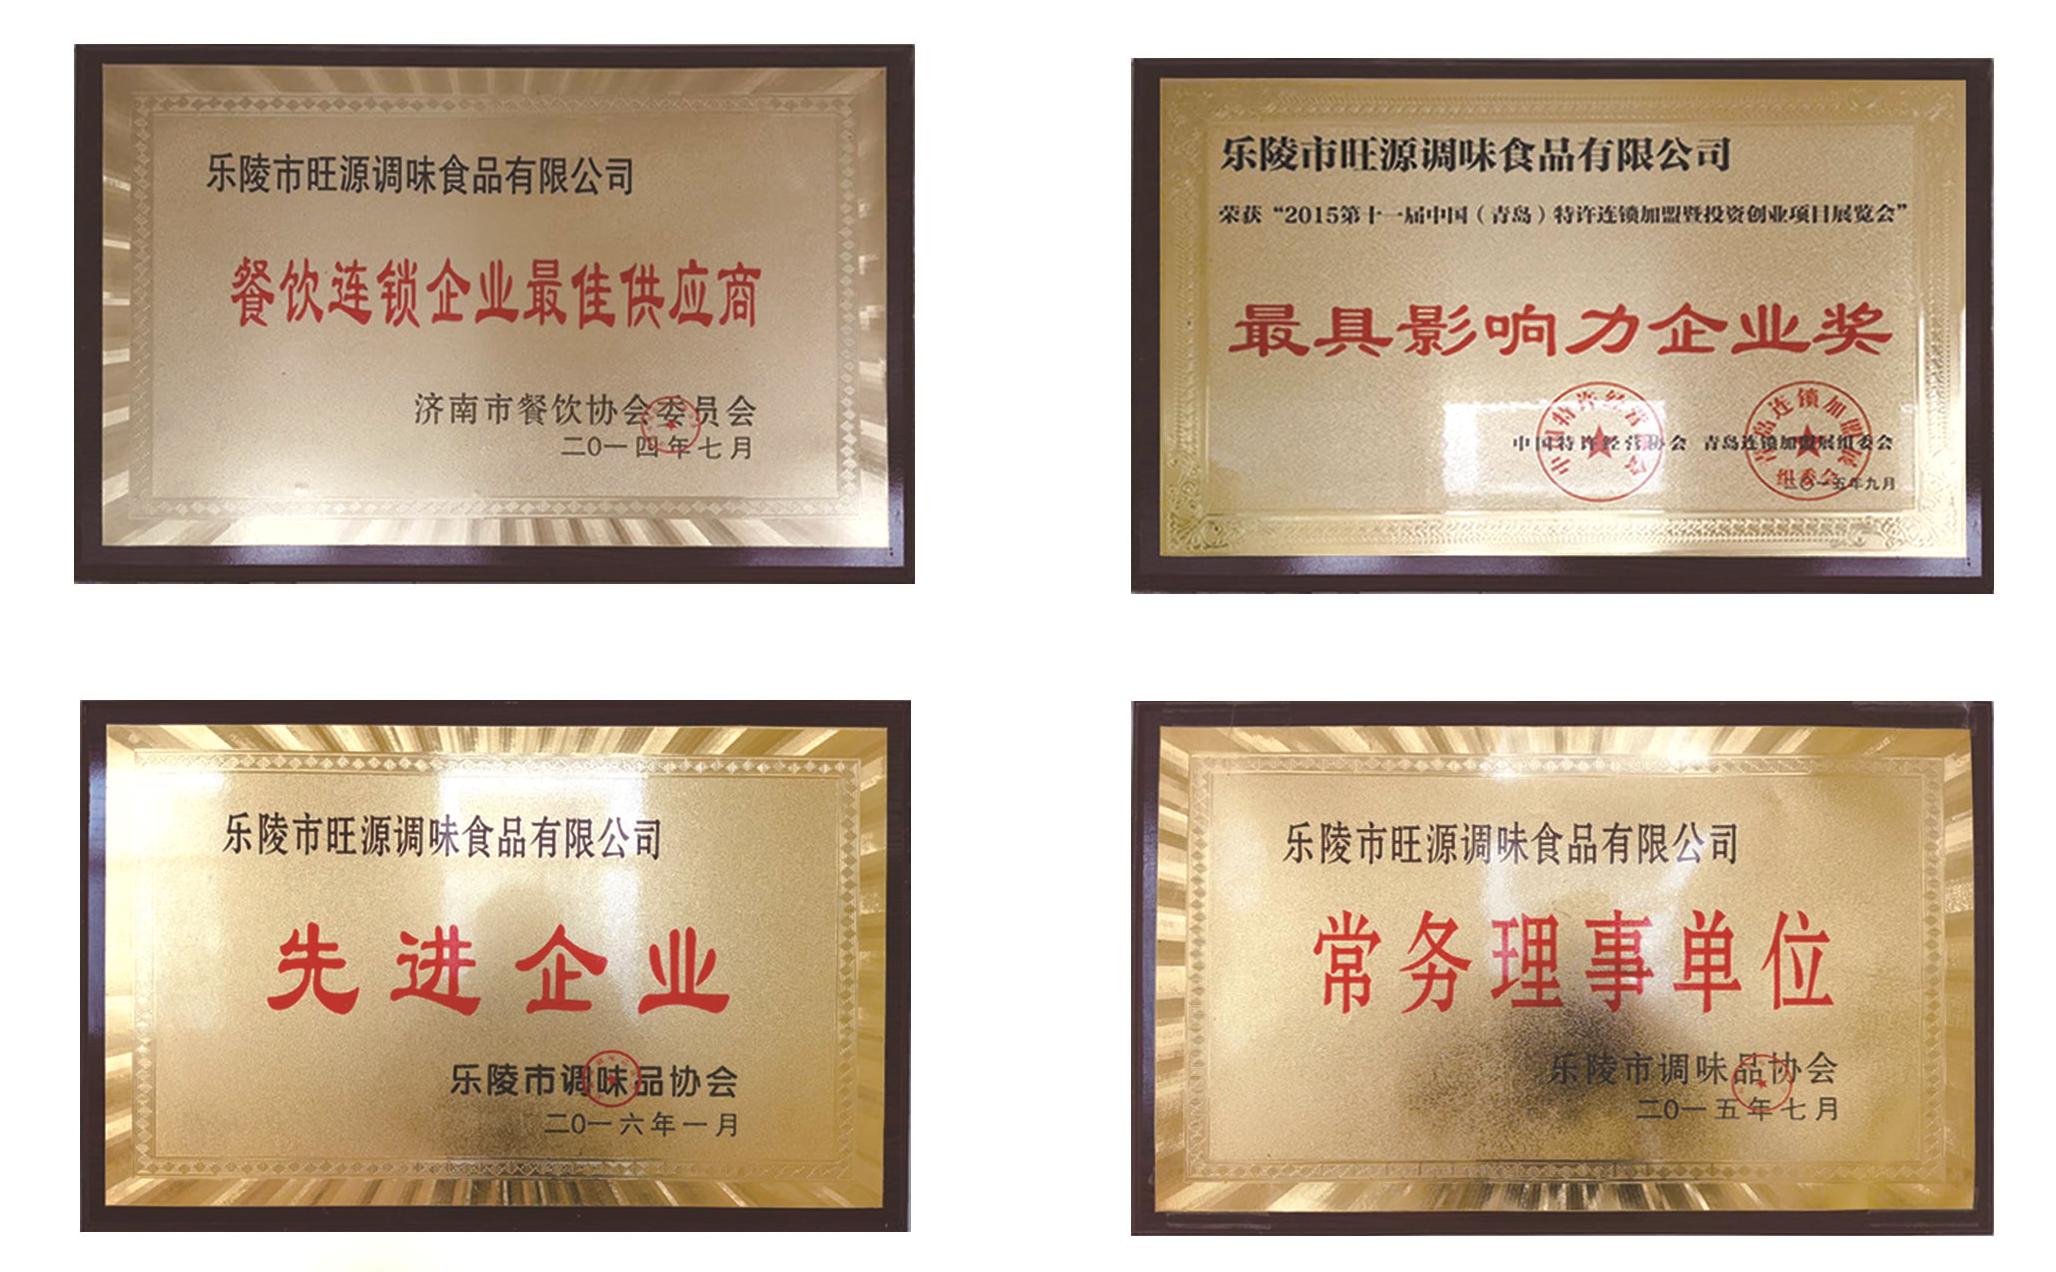 乐陵市旺源调味食品有限公司
餐饮连锁企业最佳供应商
济南市餐饮协会委员会
二〇一四年七月
乐陵市旺源调味食品有限公司
荣获“2015第十一届中国（青岛）特许连锁加盟暨投资创业项目展览会”
最具影响力企业奖
中国特许经营协会 青岛连锁加盟展组委会
二〇一五年九月
乐陵市旺源调味食品有限公司
先进企业
乐陵市调味品协会
二〇一六年一月
乐陵市旺源调味食品有限公司
常务理事单位
乐陵市调味品协会
二〇一五年七月